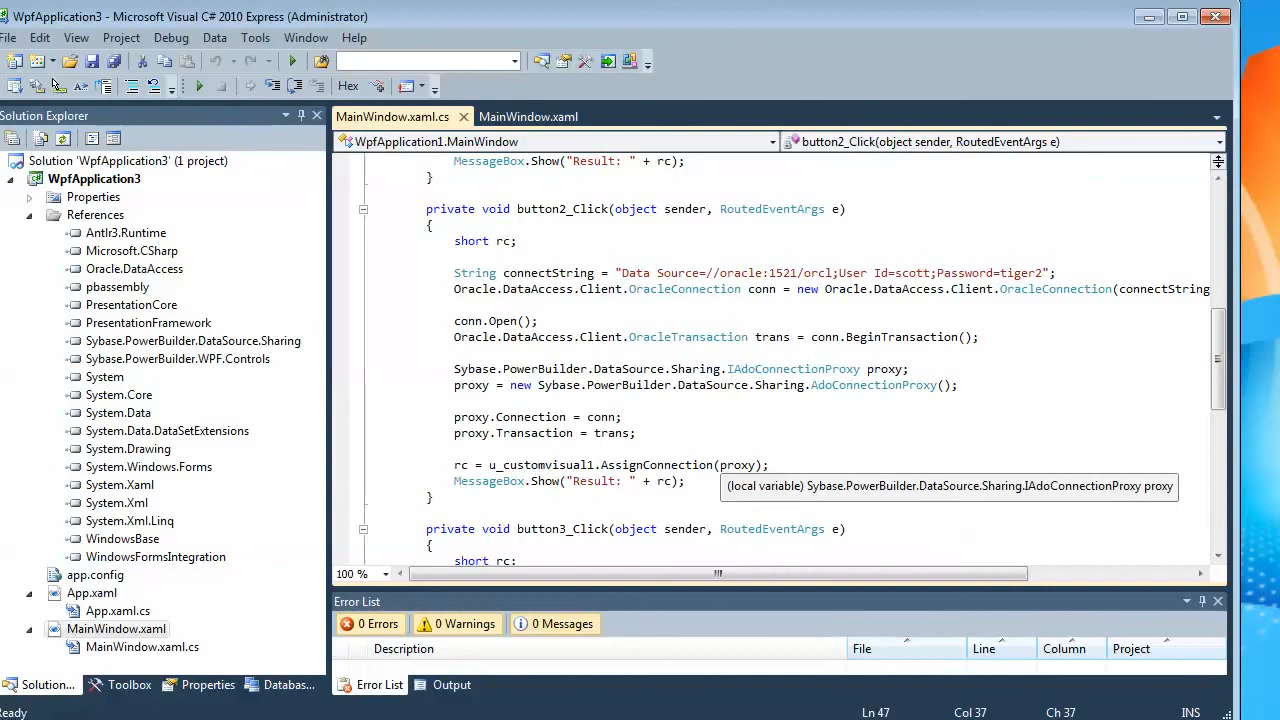 WpfApplication3 - Microsoft Visual C# 2010 Express (Administrator)
File Edit View Project Debug Data Tools Window Help
Hex
Solution Explorer
MainWindow.xaml.cs MainWindow.xaml
WpfApplication1.MainWindow button2_Click(object sender, RoutedEventArgs e)
Solution 'WpfApplication3' (1 project)
WpfApplication3
Properties
References
Antlr3.Runtime
Microsoft.CSharp
Oracle.DataAccess
pbassembly
PresentationCore
PresentationFramework
Sybase.PowerBuilder.DataSource.Sharing
Sybase.PowerBuilder.WPF.Controls
System
System.Core
System.Data
System.Data.DataSetExtensions
System.Drawing
System.Windows.Forms
System.Xaml
System.Xml
System.Xml.Linq
WindowsBase
WindowsFormsIntegration
app.config
App.xaml
App.xaml.cs
MainWindow.xaml
MainWindow.xaml.cs
Solution... Toolbox Properties Databas...
MessageBox.Show("Result: " + rc);
}
private void button2_Click(object sender, RoutedEventArgs e)
{
short rc;
String connectString = "Data Source=//oracle:1521/orcl;User Id=scott;Password=tiger2";
Oracle.DataAccess.Client.OracleConnection conn = new Oracle.DataAccess.Client.OracleConnection(connectString
conn.Open();
Oracle.DataAccess.Client.OracleTransaction trans = conn.BeginTransaction();
Sybase.PowerBuilder.DataSource.Sharing.IAdoConnectionProxy proxy;
proxy = new Sybase.PowerBuilder.DataSource.Sharing.AdoConnectionProxy();
proxy.Connection = conn;
proxy.Transaction = trans;
rc = u_customvisual1.AssignConnection(proxy);
MessageBox.Show("Result: " + rc);
(local variable) Sybase.PowerBuilder.DataSource.Sharing.IAdoConnectionProxy proxy
}
private void button3_Click(object sender, RoutedEventArgs e)
{
short rc;
100 %
Error List
0 Errors 0 Warnings 0 Messages
Description File Line Column Project
Error List Output
Ready Ln 47 Col 37 Ch 37 INS